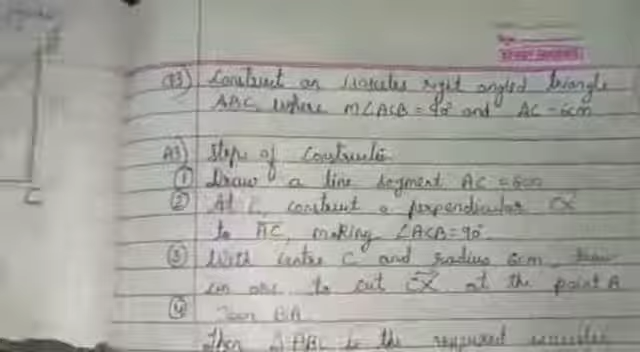 Q3) Construct an isosceles right angled triangle
ABC, where m∠ACB = 90° and AC = 6cm
A3) Steps of Construction
① Draw a line segment AC = 6cm
② At C, construct a perpendicular CX
to AC, making ∠ACB = 90°
③ With centre C and radius 6cm, draw
an arc to cut CX at the point A
④ Join BA
Then ABC is the required isosceles
C